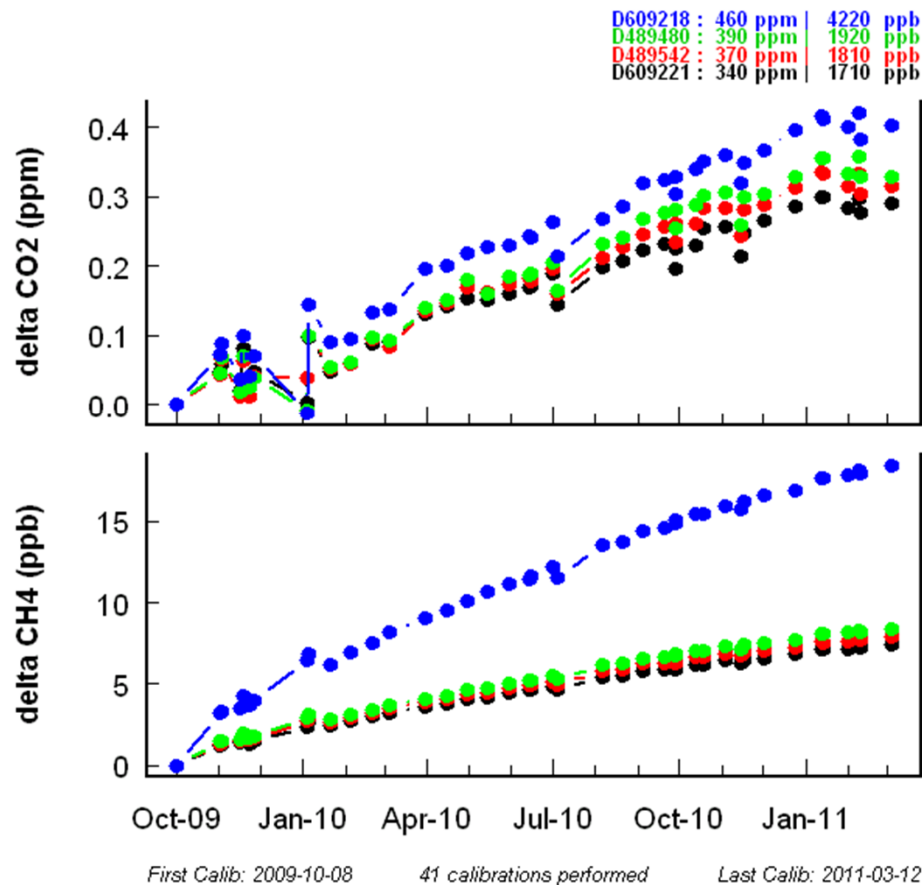 D609218 : 460 ppm | 4220 ppb
D489480 : 390 ppm | 1920 ppb
D489542 : 370 ppm | 1810 ppb
D609221 : 340 ppm | 1710 ppb
delta CO2 (ppm)
0.4
0.3
0.2
0.1
0.0
delta CH4 (ppb)
15
10
5
0
Oct-09 Jan-10 Apr-10 Jul-10 Oct-10 Jan-11
First Calib: 2009-10-08 41 calibrations performed Last Calib: 2011-03-12